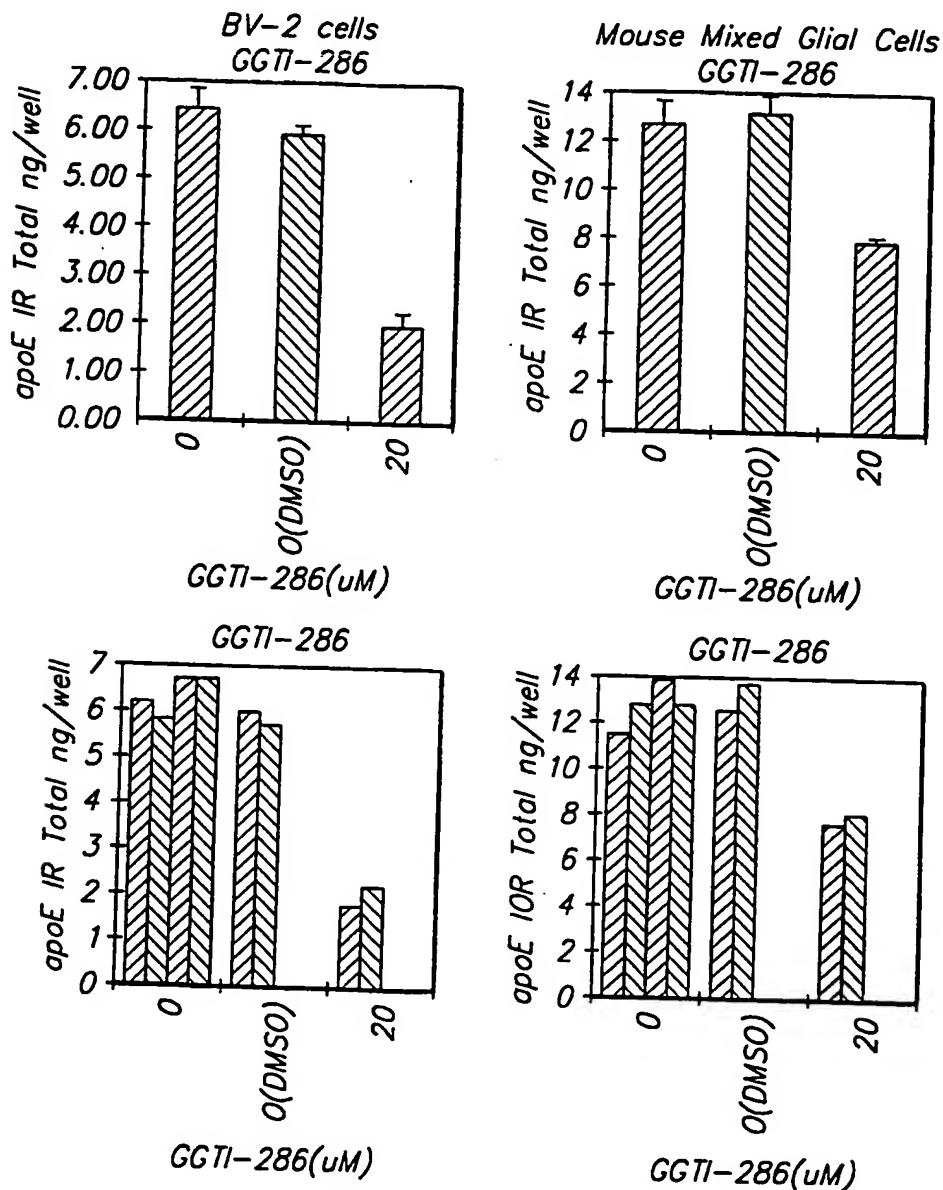 BV-2 cells
GGTI-286
apoE IR Total ng/well
7.00
6.00
5.00
4.00
3.00
2.00
1.00
0.00
0
O(DMSO)
20
GGTI-286(uM)
Mouse Mixed Glial Cells
GGTI-286
apoE IR Total ng/well
14
12
10
8
6
4
2
0
0
O(DMSO)
20
GGTI-286(uM)
GGTI-286
apoE IR Total ng/well
7
6
5
4
3
2
1
0
0
O(DMSO)
20
GGTI-286(uM)
GGTI-286
apoE IOR Total ng/well
14
12
10
8
6
4
2
0
0
O(DMSO)
20
GGTI-286(uM)